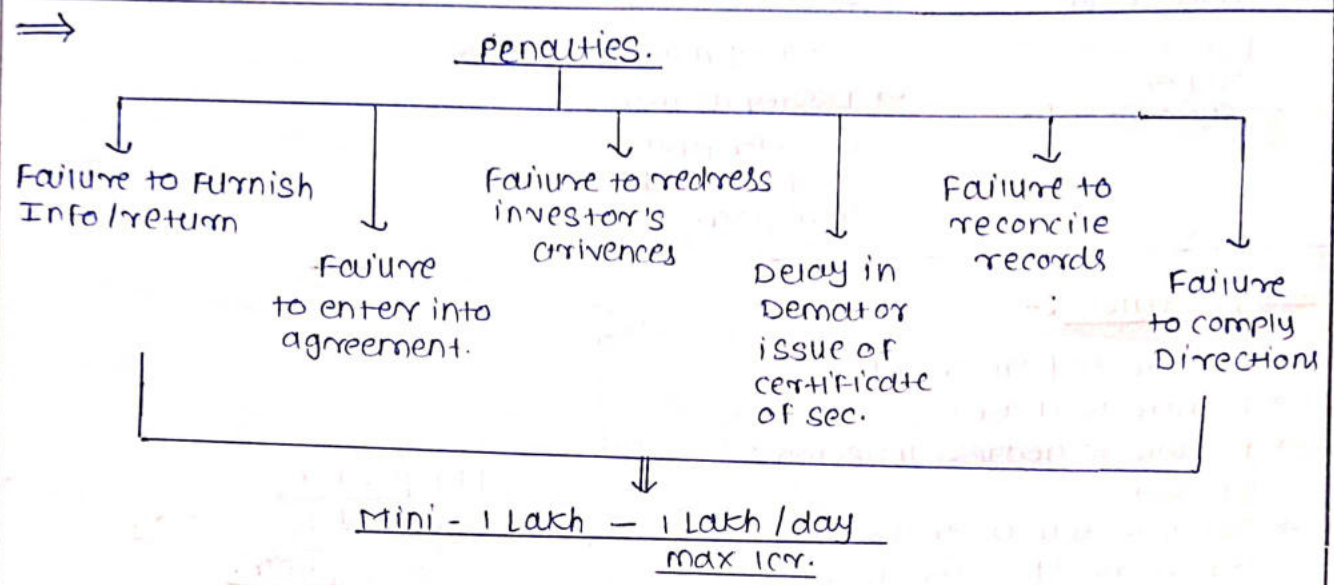 ⇒
Penalties.
Failure to Furnish
Info/return
Failure
to enter into
agreement.
Failure to redress
investor's
Grivences
Delay in
Demat or
issue of
certificate
of sec.
Failure to
reconcile
records
:
Failure
to comply
Directions
Mini - 1 Lakh - 1 Lakh/day
max 1cr.